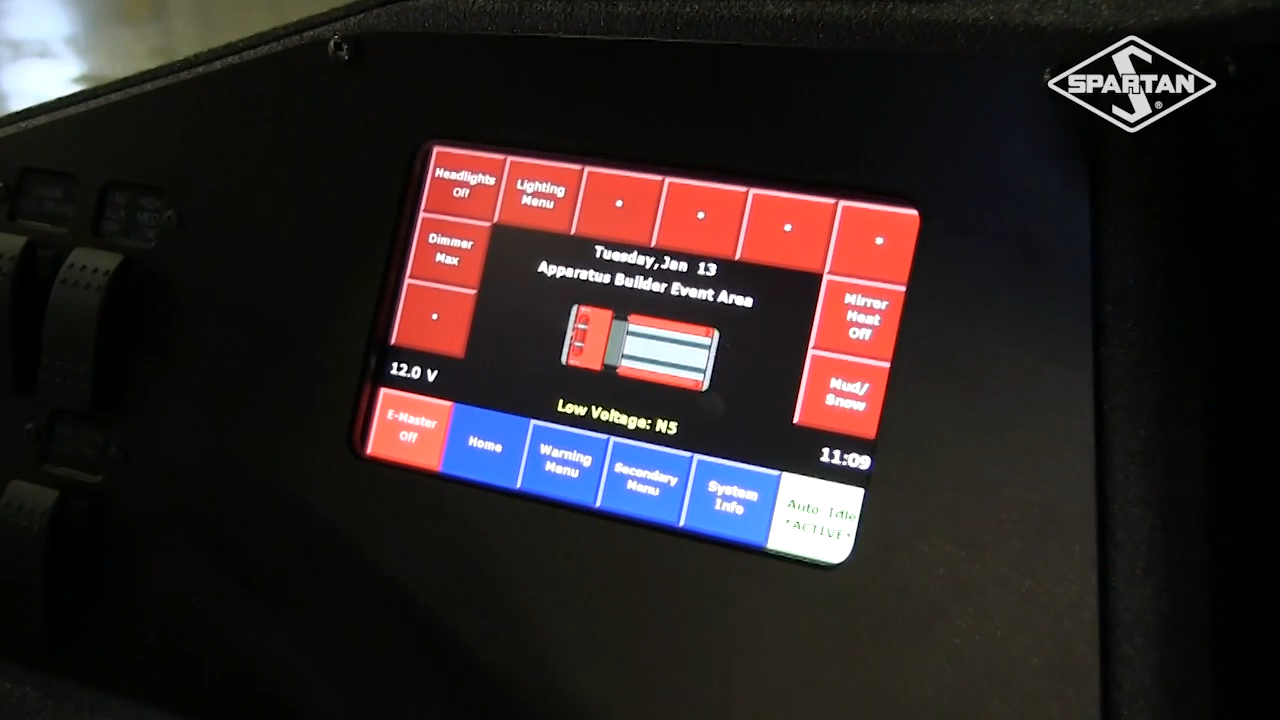 SPARTAN
®
Headlights
Off
Lighting
Menu
Dimmer
Max
Tuesday, Jan 13
Apparatus Builder Event Area
Mirror
Heat
Off
Mud/
Snow
12.0 V
Low Voltage: N5
11:09
E-Master
Off
Home
Warning
Menu
Secondary
Menu
System
Info
Auto Idle
*ACTIVE*